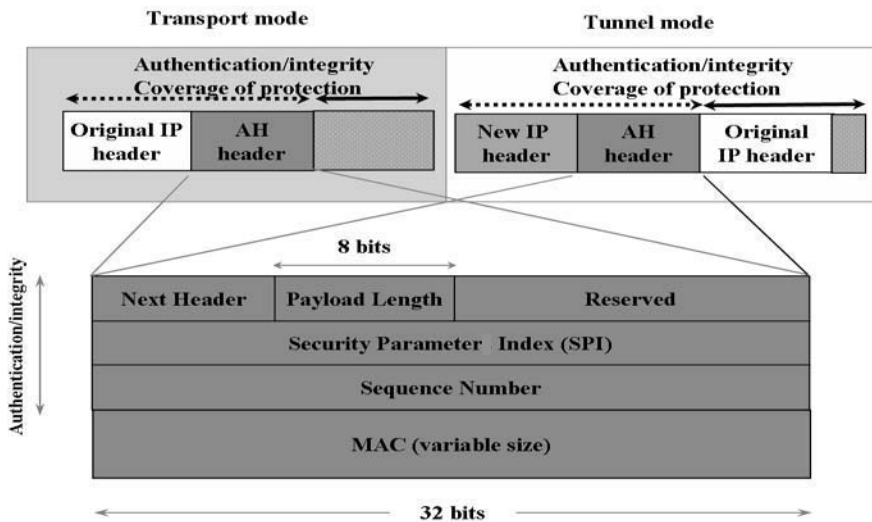 Transport mode
Tunnel mode
Authentication/integrity
Coverage of protection
Authentication/integrity
Coverage of protection
Original IP
header
AH
header
New IP
header
AH
header
Original
IP header
8 bits
Authentication/integrity
Next Header
Payload Length
Reserved
Security Parameter Index (SPI)
Sequence Number
MAC (variable size)
32 bits